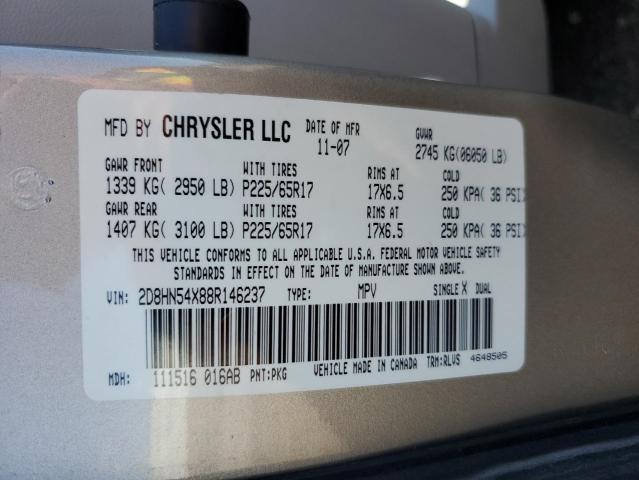 MFD BY CHRYSLER LLC DATE OF MFR GVWR
11-07 2745 KG(06050 LB)
GAWR FRONT WITH TIRES RIMS AT COLD
1339 KG( 2950 LB) P225/65R17 17X6.5 250 KPA( 36 PSI)
GAWR REAR WITH TIRES RIMS AT COLD
1407 KG( 3100 LB) P225/65R17 17X6.5 250 KPA( 36 PSI)
THIS VEHICLE CONFORMS TO ALL APPLICABLE U.S.A. FEDERAL MOTOR VEHICLE SAFETY
STANDARDS IN EFFECT ON THE DATE OF MANUFACTURE SHOWN ABOVE.
VIN: 2D8HN54X88R146237 TYPE: MPV SINGLE X DUAL
MDH: 111516 016AB PNT:PKG VEHICLE MADE IN CANADA TRM:RLVS 4648505